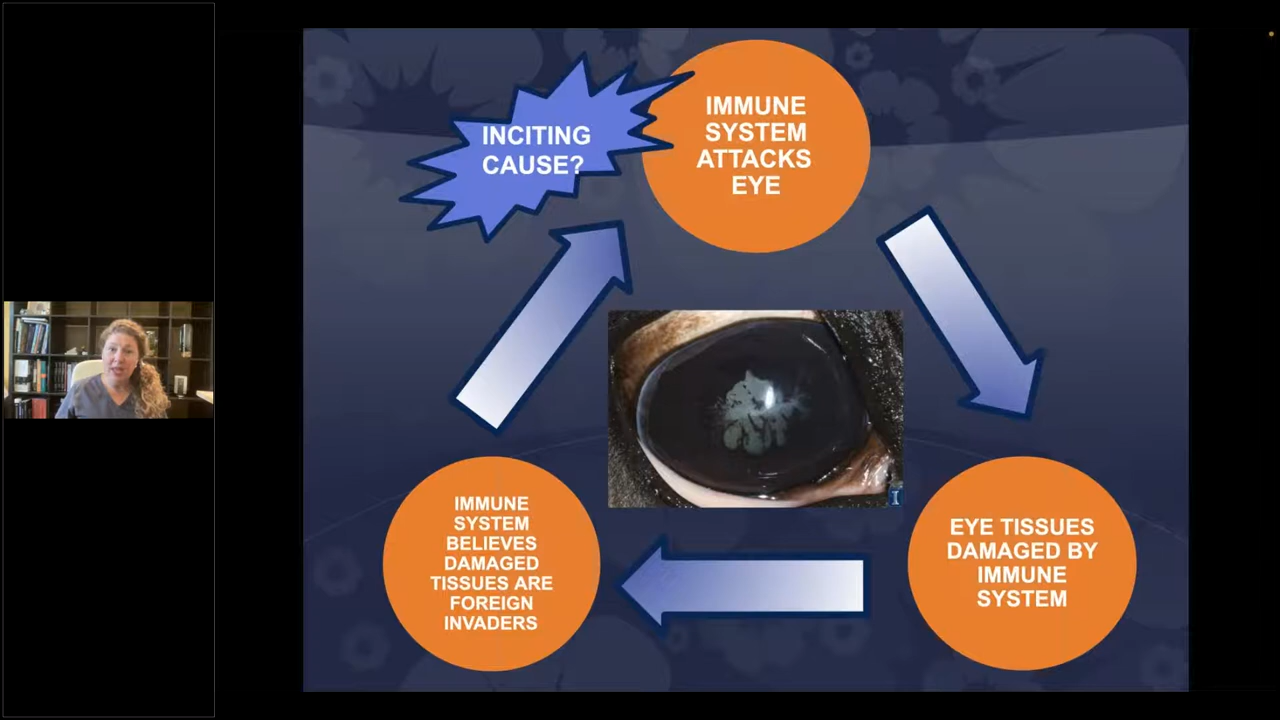 INCITING
CAUSE?
IMMUNE
SYSTEM
ATTACKS
EYE
EYE TISSUES
DAMAGED BY
IMMUNE
SYSTEM
IMMUNE
SYSTEM
BELIEVES
DAMAGED
TISSUES ARE
FOREIGN
INVADERS
I